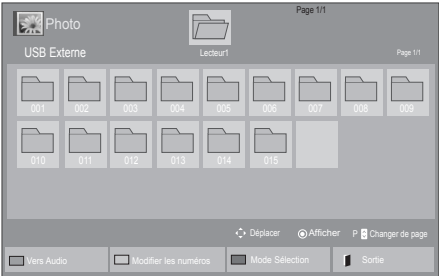 Page 1/1
Photo
USB Externe
Lecteur1
Page 1/1
001 002 003 004 005 006 007 008 009
010 011 012 013 014 015
Déplacer Afficher P Changer de page
Vers Audio Modifier les numéros Mode Sélection Sortie